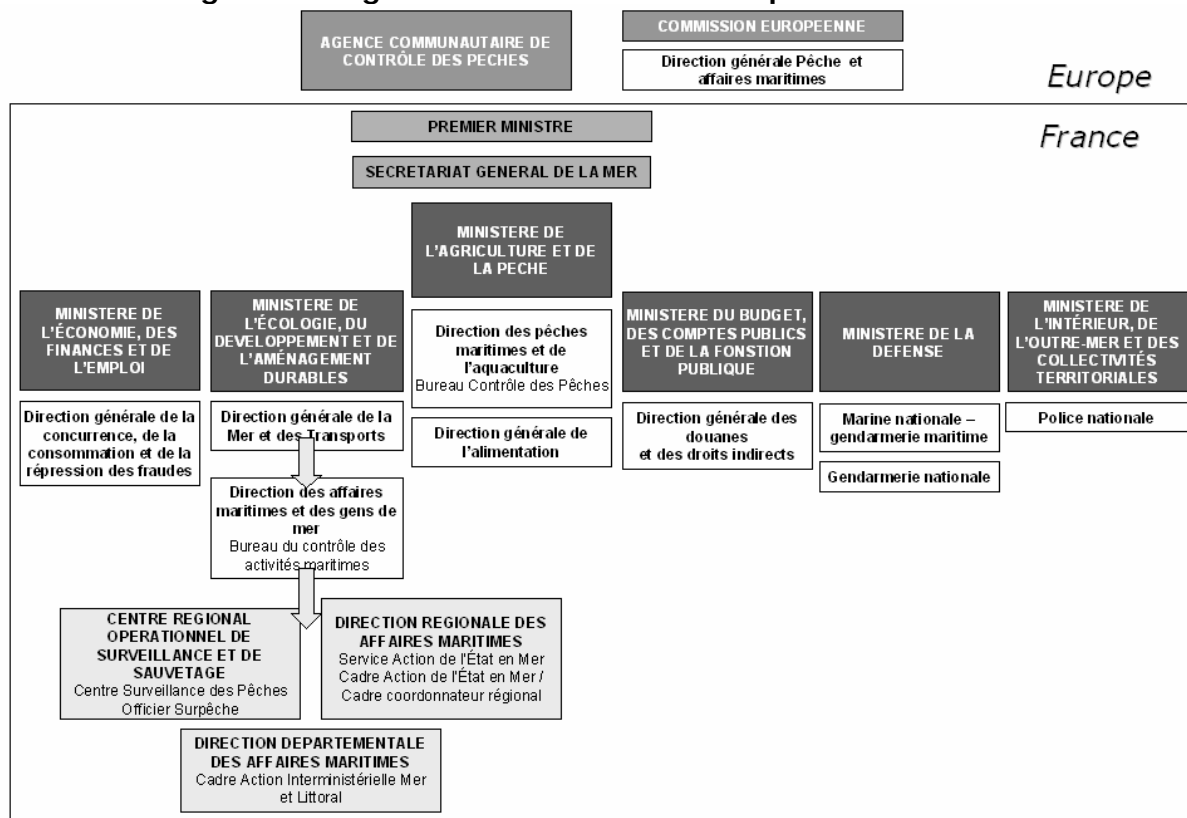 AGENCE COMMUNAUTAIRE DE
CONTRÔLE DES PECHES
COMMISSION EUROPEENNE
Direction générale Pêche et
affaires maritimes
Europe
France
PREMIER MINISTRE
SECRETARIAT GENERAL DE LA MER
MINISTERE DE
L'AGRICULTURE ET DE
LA PECHE
Direction des pêches
maritimes et de
l'aquaculture
Bureau Contrôle des Pêches
Direction générale de
l'alimentation
MINISTERE DE
L'ÉCONOMIE, DES
FINANCES ET DE
L'EMPLOI
Direction générale de la
concurrence, de la
consommation et de la
répression des fraudes
MINISTERE DE
L'ÉCOLOGIE, DU
DEVELOPPEMENT ET DE
L'AMÉNAGEMENT
DURABLES
Direction générale de la
Mer et des Transports
Direction des affaires
maritimes et des gens de
mer
Bureau du contrôle des
activités maritimes
MINISTERE DU BUDGET,
DES COMPTES PUBLICS
ET DE LA FONSTION
PUBLIQUE
Direction générale des
douanes
et des droits indirects
MINISTERE DE LA
DEFENSE
Marine nationale –
gendarmerie maritime
Gendarmerie nationale
MINISTERE DE
L'INTÉRIEUR, DE
L'OUTRE-MER ET DES
COLLECTIVITÉS
TERRITORIALES
Police nationale
CENTRE REGIONAL
OPERATIONNEL DE
SURVEILLANCE ET DE
SAUVETAGE
Centre Surveillance des Pêches
Officier Surpêche
DIRECTION REGIONALE DES
AFFAIRES MARITIMES
Service Action de l'État en Mer
Cadre Action de l'État en Mer /
Cadre coordonnateur régional
DIRECTION DEPARTEMENTALE
DES AFFAIRES MARITIMES
Cadre Action Interministérielle Mer
et Littoral